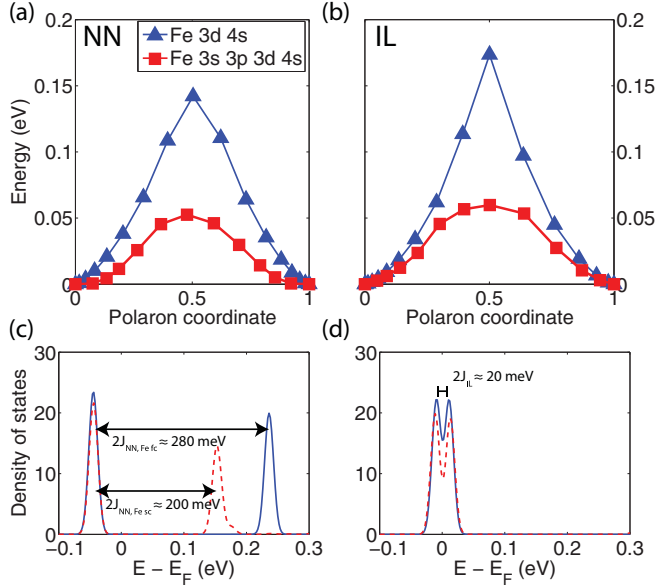 (a) NN
Fe 3d 4s
Fe 3s 3p 3d 4s
0.2
0.15
0.1
0.05
0
Energy (eV)
0 0.5 1
Polaron coordinate
(b) IL
0.2
0.15
0.1
0.05
0
0 0.5 1
Polaron coordinate
(c)
30
20
10
0
Density of states
2J_NN, Fe fc ≈ 280 meV
2J_NN, Fe sc ≈ 200 meV
-0.1 0 0.1 0.2 0.3
E − E_F (eV)
(d)
30
20
10
0
2J_IL ≈ 20 meV
-0.1 0 0.1 0.2 0.3
E − E_F (eV)